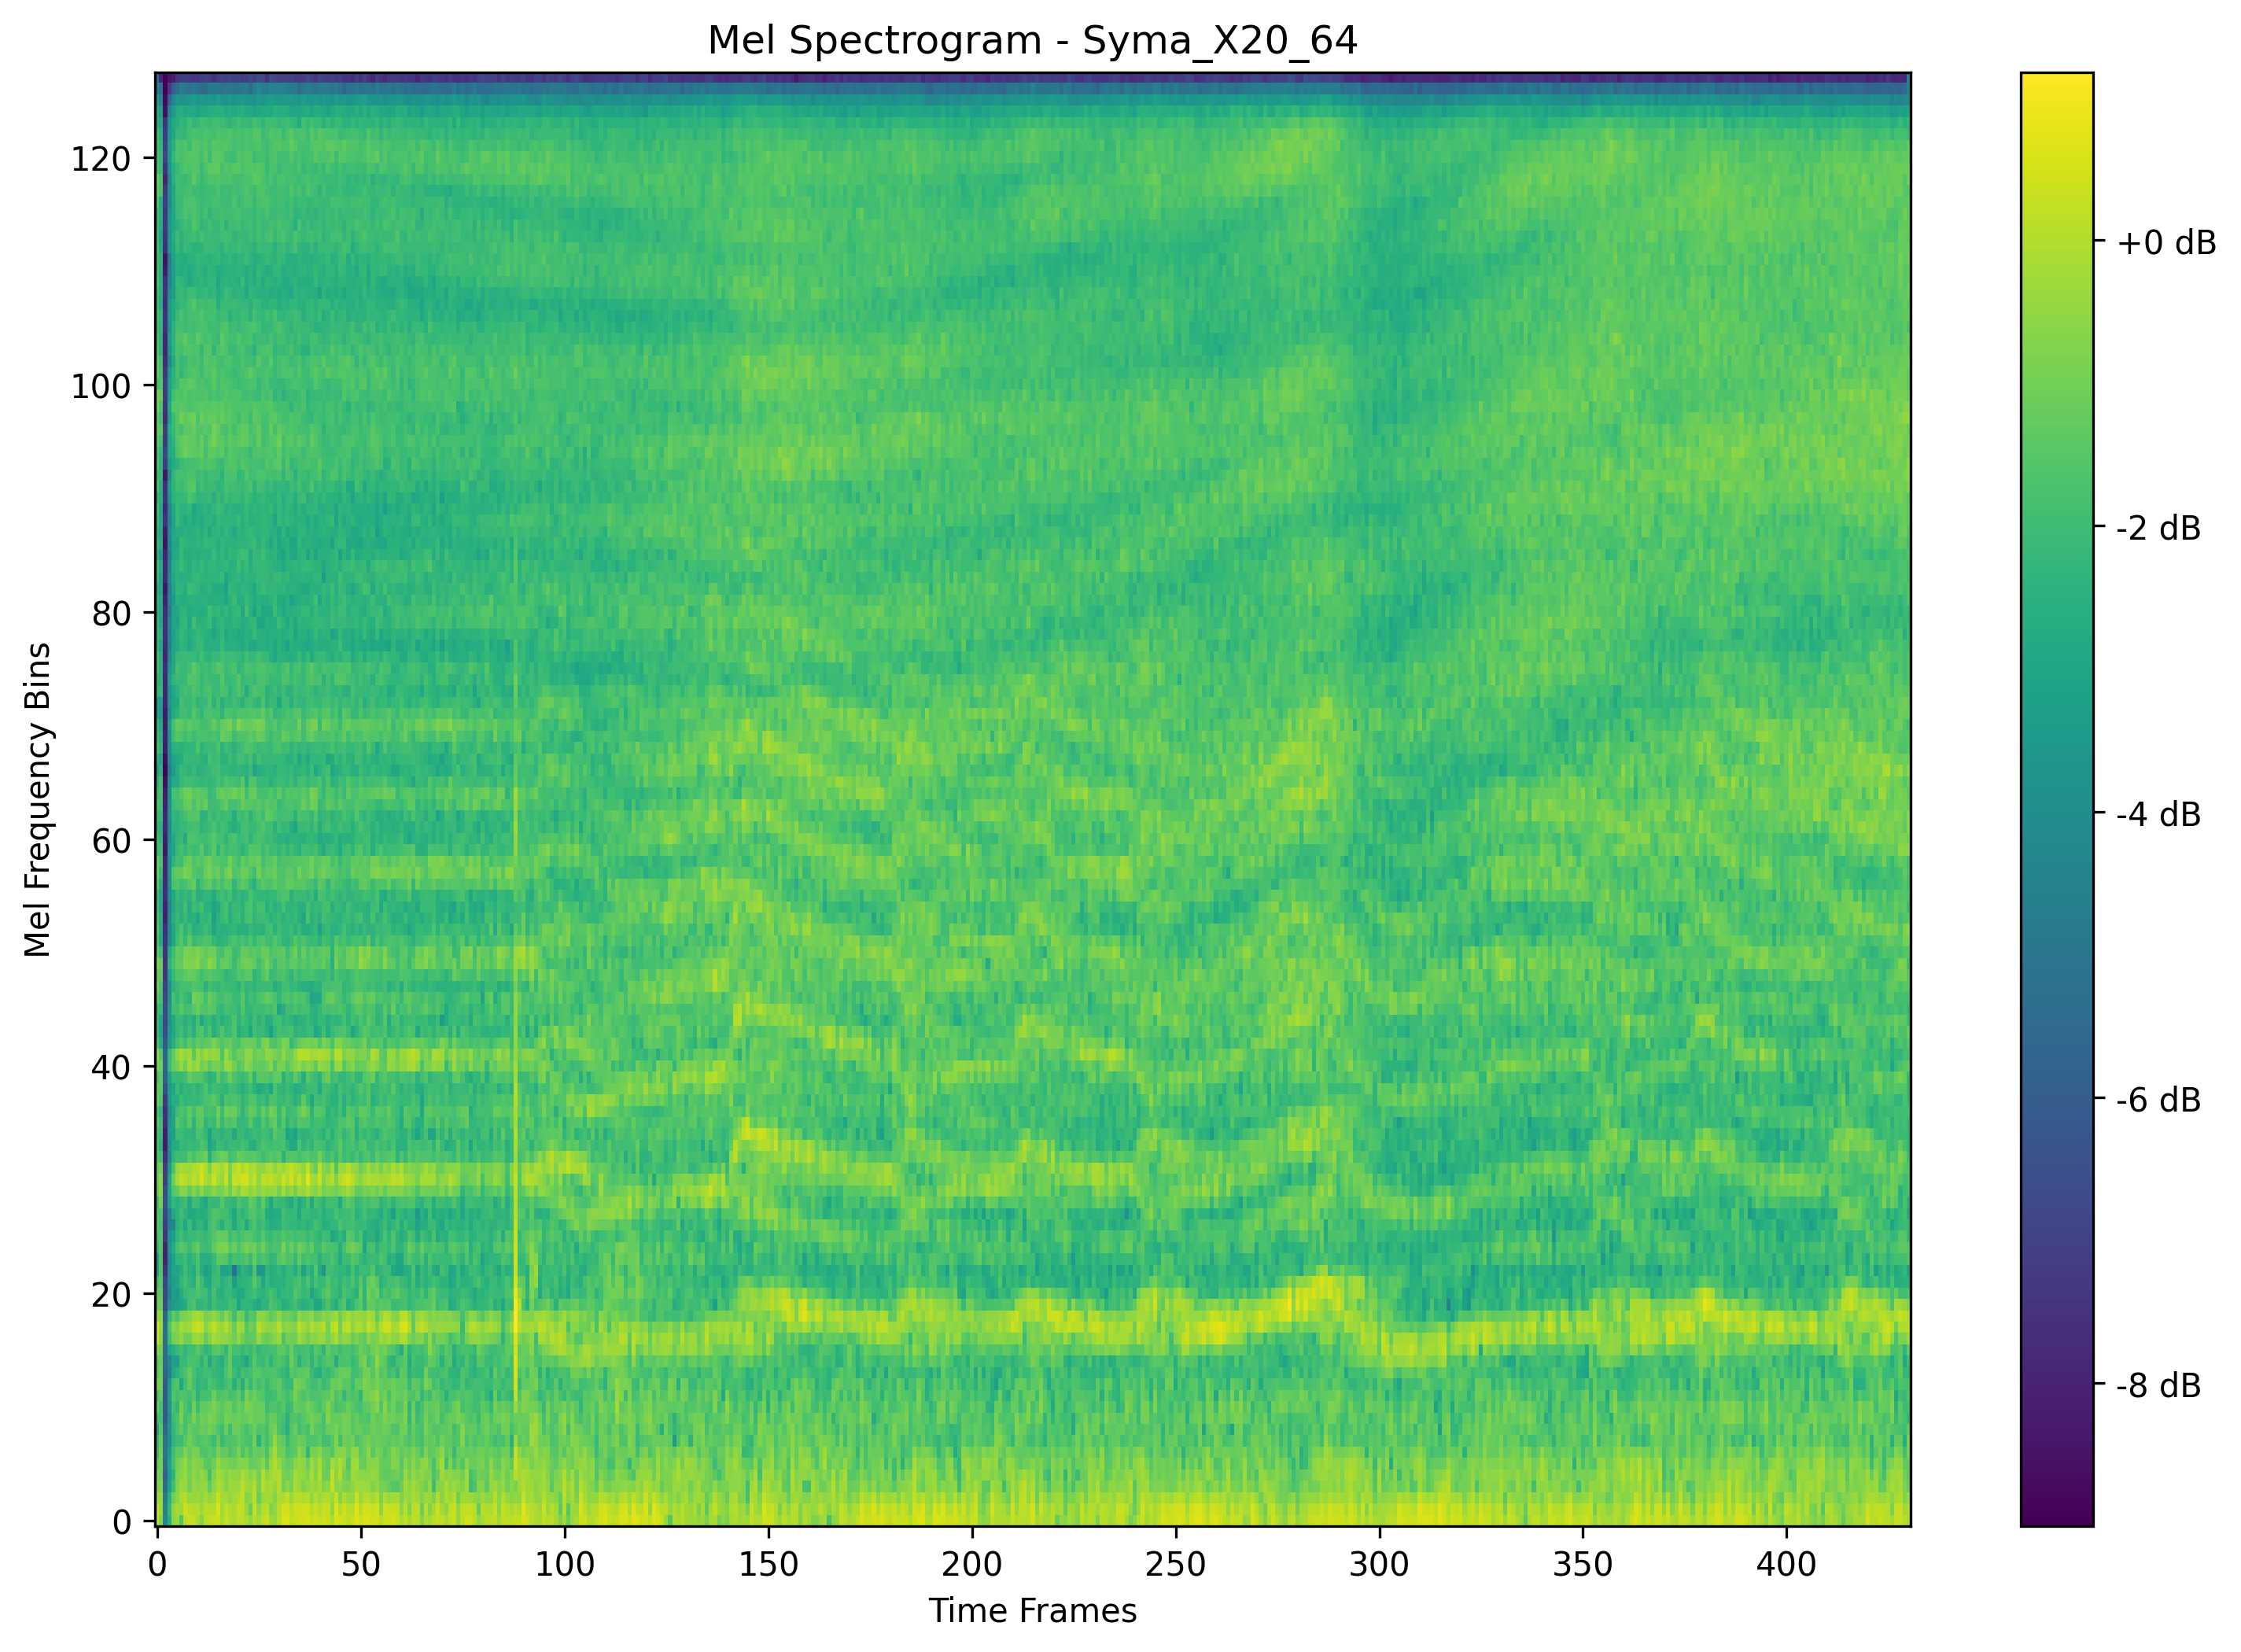 Mel Spectrogram - Syma_X20_64
Mel Frequency Bins
120
100
80
60
40
20
0
0 50 100 150 200 250 300 350 400
Time Frames
+0 dB
-2 dB
-4 dB
-6 dB
-8 dB